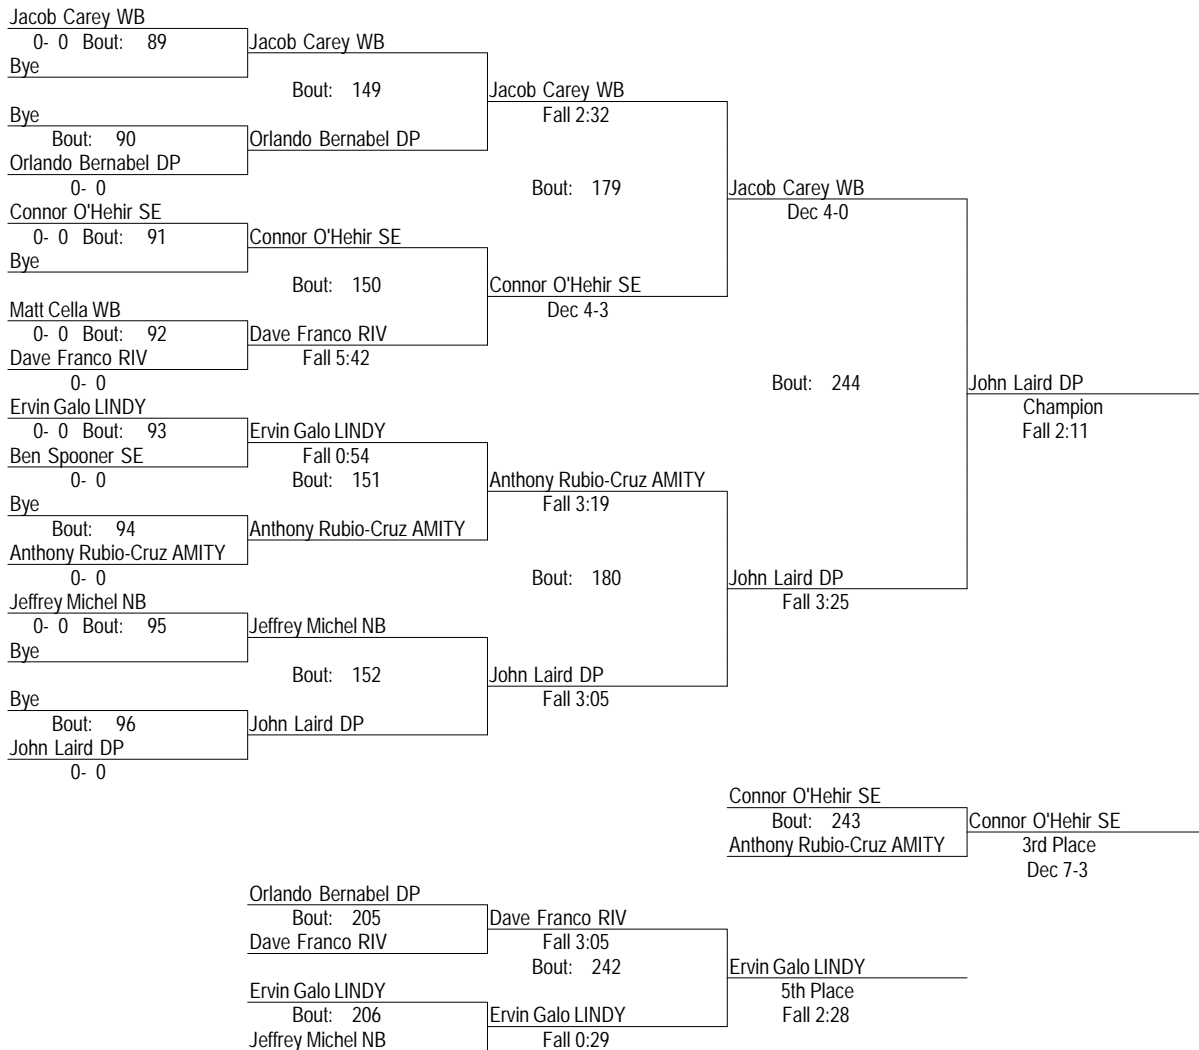 Jacob Carey WB
0- 0 Bout: 89
Jacob Carey WB
Bye
Bout: 149
Jacob Carey WB
Fall 2:32
Bye
Bout: 90
Orlando Bernabel DP
Orlando Bernabel DP
0- 0
Bout: 179
Jacob Carey WB
Dec 4-0
Connor O'Hehir SE
0- 0 Bout: 91
Connor O'Hehir SE
Bye
Bout: 150
Connor O'Hehir SE
Dec 4-3
Matt Cella WB
0- 0 Bout: 92
Dave Franco RIV
Dave Franco RIV
Fall 5:42
0- 0
Bout: 244
John Laird DP
Champion
Fall 2:11
Ervin Galo LINDY
0- 0 Bout: 93
Ervin Galo LINDY
Ben Spooner SE
Fall 0:54
0- 0
Bout: 151
Anthony Rubio-Cruz AMITY
Fall 3:19
Bye
Bout: 94
Anthony Rubio-Cruz AMITY
Anthony Rubio-Cruz AMITY
0- 0
Bout: 180
John Laird DP
Fall 3:25
Jeffrey Michel NB
0- 0 Bout: 95
Jeffrey Michel NB
Bye
Bout: 152
John Laird DP
Fall 3:05
Bye
Bout: 96
John Laird DP
John Laird DP
0- 0
Connor O'Hehir SE
Bout: 243
Connor O'Hehir SE
Anthony Rubio-Cruz AMITY
3rd Place
Dec 7-3
Orlando Bernabel DP
Bout: 205
Dave Franco RIV
Dave Franco RIV
Fall 3:05
Bout: 242
Ervin Galo LINDY
5th Place
Fall 2:28
Ervin Galo LINDY
Bout: 206
Ervin Galo LINDY
Jeffrey Michel NB
Fall 0:29